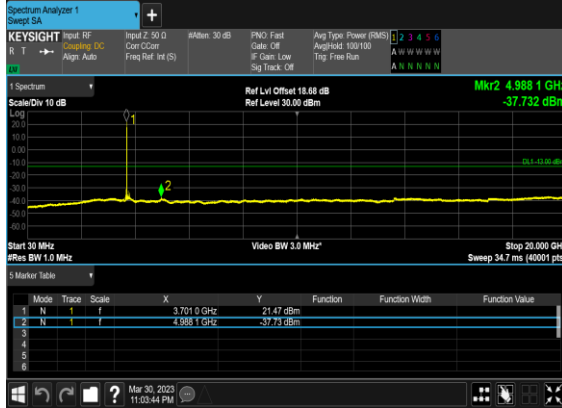 Spectrum Analyzer 1
Swept SA
+
KEYSIGHT
R T
Input: RF
Coupling: DC
Align: Auto
Input Z: 50 Ω
Corr CCorr
Freq Ref: Int (S)
#Atten: 30 dB
PNO: Fast
Gate: Off
IF Gain: Low
Sig Track: Off
Avg Type: Power (RMS)
Avg|Hold: 100/100
Trig: Free Run
1 2 3 4 5 6
A W W W W W
A N N N N N
1 Spectrum
Scale/Div 10 dB
Log
Ref Lvl Offset 18.68 dB
Ref Level 30.00 dBm
Mkr2 4.988 1 GHz
-37.732 dBm
20.0
10.0
0.00
-10.0
-20.0
-30.0
-40.0
-50.0
-60.0
1
2
DL1 -13.00 dBm
Start 30 MHz
#Res BW 1.0 MHz
Video BW 3.0 MHz*
Stop 20.000 GHz
Sweep 34.7 ms (40001 pts)
5 Marker Table
Mode Trace Scale X Y Function Function Width Function Value
1 N 1 f 3.701 0 GHz 21.47 dBm
2 N 1 f 4.988 1 GHz -37.73 dBm
3
4
5
6
?
Mar 30, 2023
11:03:44 PM